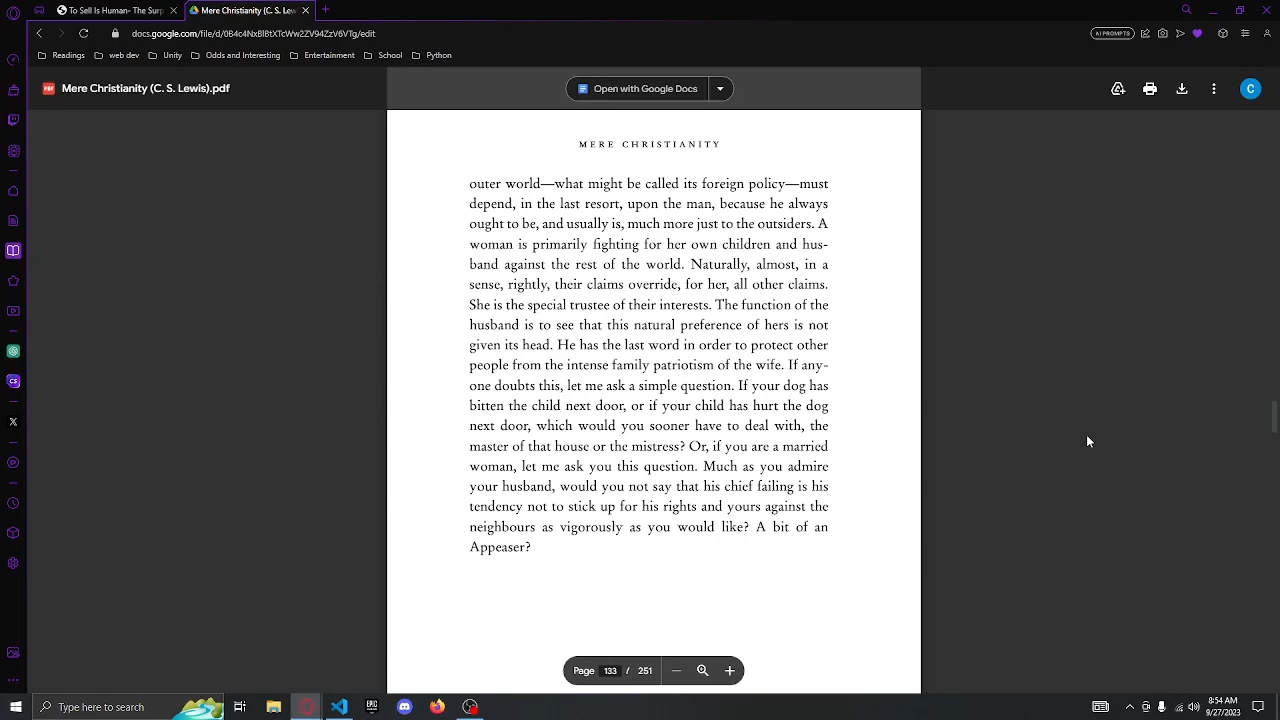 To Sell Is Human- The Surp
Mere Christianity (C. S. Lew
docs.google.com/file/d/0B4c4NxBlBtXTcWw2ZV94ZzV6VTg/edit
AI PROMPTS
Readings
web dev
Unity
Odds and Interesting
Entertainment
School
Python
PDF
Mere Christianity (C. S. Lewis).pdf
Open with Google Docs
C
MERE CHRISTIANITY
outer world—what might be called its foreign policy—must
depend, in the last resort, upon the man, because he always
ought to be, and usually is, much more just to the outsiders. A
woman is primarily fighting for her own children and hus-
band against the rest of the world. Naturally, almost, in a
sense, rightly, their claims override, for her, all other claims.
She is the special trustee of their interests. The function of the
husband is to see that this natural preference of hers is not
given its head. He has the last word in order to protect other
people from the intense family patriotism of the wife. If any-
one doubts this, let me ask a simple question. If your dog has
bitten the child next door, or if your child has hurt the dog
next door, which would you sooner have to deal with, the
master of that house or the mistress? Or, if you are a married
woman, let me ask you this question. Much as you admire
your husband, would you not say that his chief failing is his
tendency not to stick up for his rights and yours against the
neighbours as vigorously as you would like? A bit of an
Appeaser?
CS
Page 133 / 251
Type here to search
EPIC
8:54 AM
9/27/2023